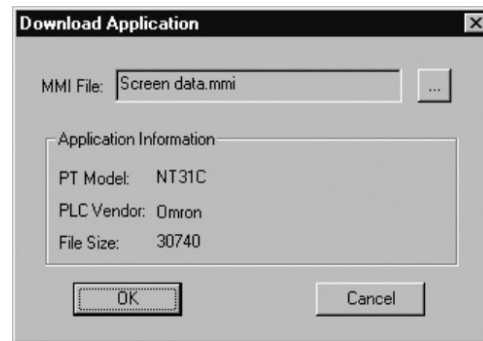 Download Application
MMI File: Screen data.mmi ...
Application Information
PT Model: NT31C
PLC Vendor: Omron
File Size: 30740
OK Cancel